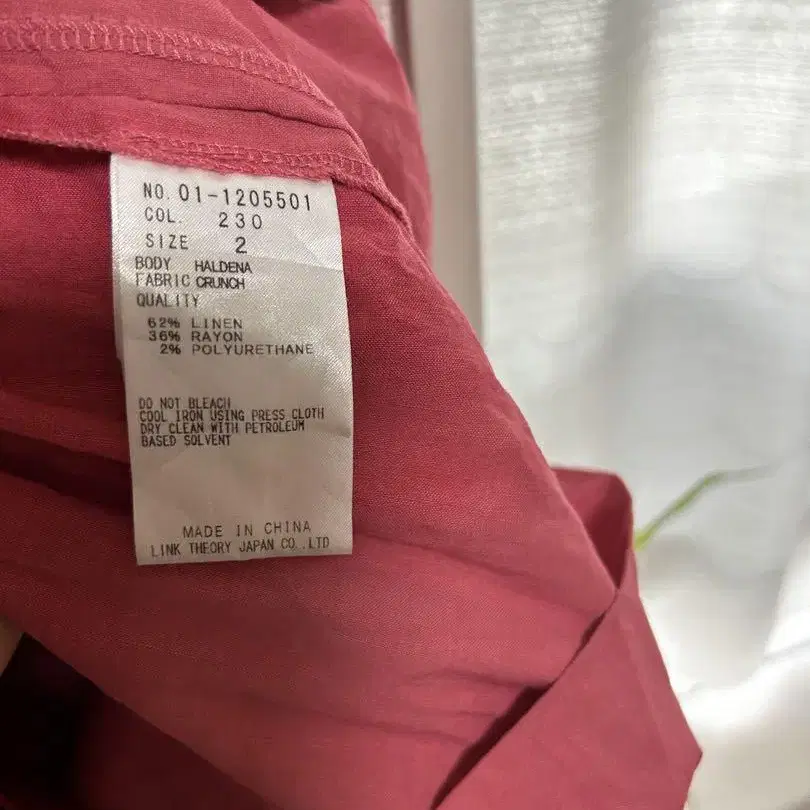 NO. 01-1205501
COL. 230
SIZE 2
BODY HALDENA
FABRIC CRUNCH
QUALITY
62% LINEN
36% RAYON
2% POLYURETHANE
DO NOT BLEACH
COOL IRON USING PRESS CLOTH
DRY CLEAN WITH PETROLEUM
BASED SOLVENT
MADE IN CHINA
LINK THEORY JAPAN CO.,LTD